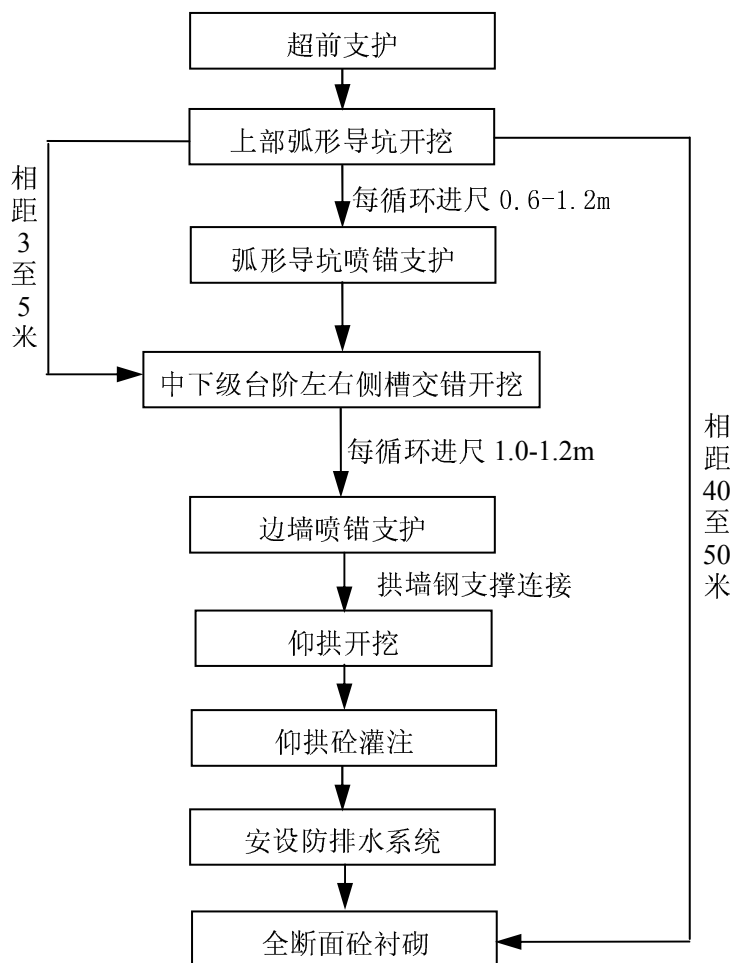 超前支护
上部弧形导坑开挖
相距3至5米
每循环进尺 0.6-1.2m
弧形导坑喷锚支护
中下级台阶左右侧槽交错开挖
每循环进尺 1.0-1.2m
相距40至50米
边墙喷锚支护
拱墙钢支撑连接
仰拱开挖
仰拱砼灌注
安设防排水系统
全断面砼衬砌